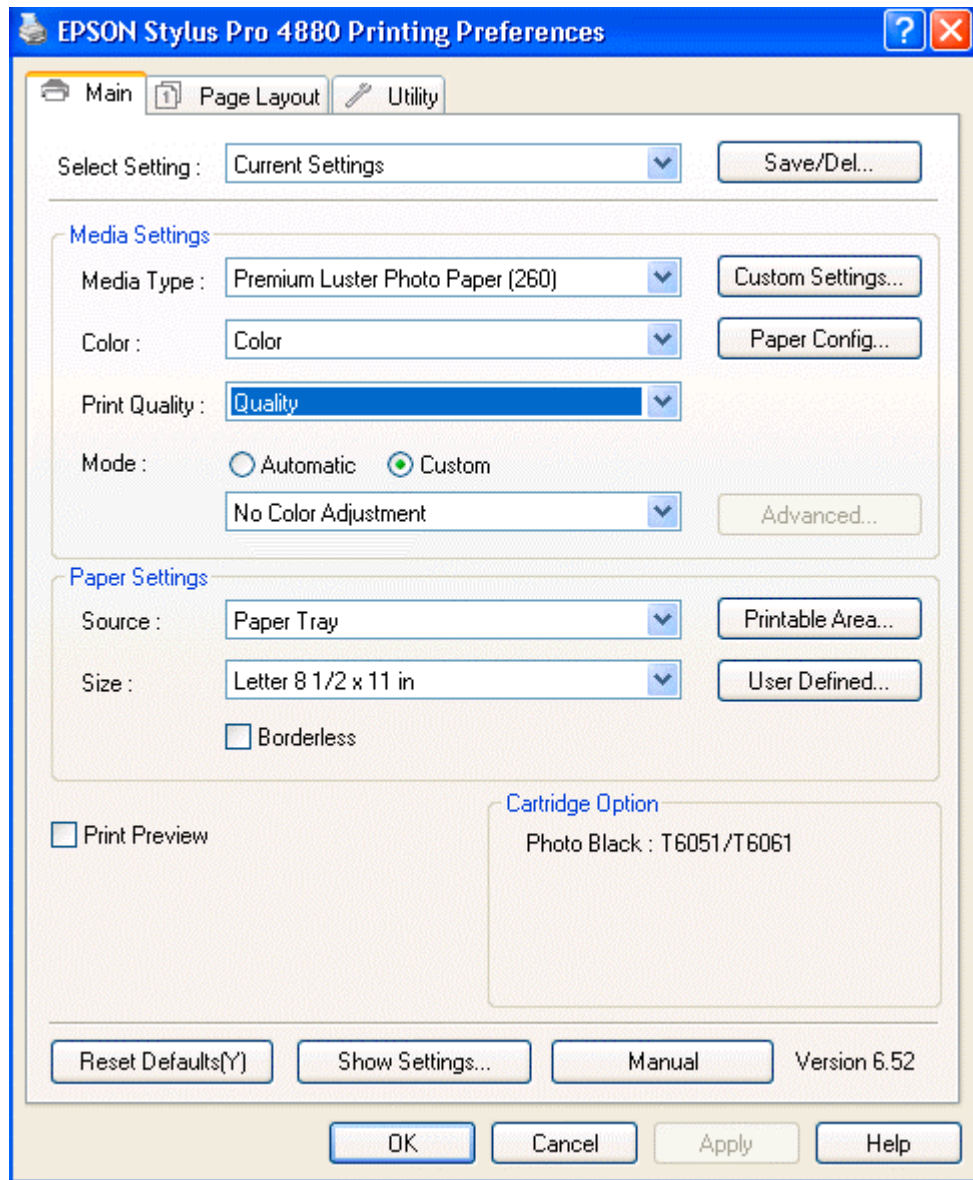 EPSON Stylus Pro 4880 Printing Preferences
Main 1 Page Layout Utility
Select Setting : Current Settings Save/Del...
Media Settings
Media Type : Premium Luster Photo Paper (260) Custom Settings...
Color : Color Paper Config...
Print Quality : Quality
Mode : Automatic Custom
No Color Adjustment Advanced...
Paper Settings
Source : Paper Tray Printable Area...
Size : Letter 8 1/2 x 11 in User Defined...
Borderless
Cartridge Option
Print Preview
Photo Black : T6051/T6061
Reset Defaults(Y) Show Settings... Manual Version 6.52
OK Cancel Apply Help